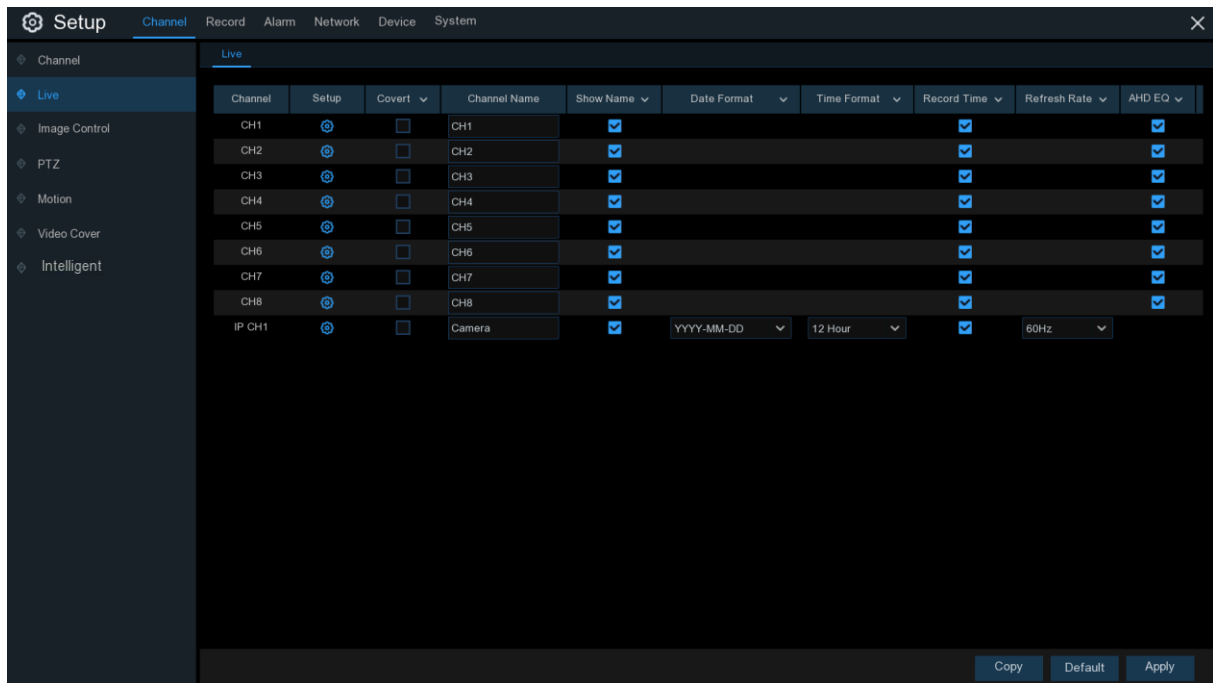 Setup Channel Record Alarm Network Device System
Channel
Live
Live
Image Control
PTZ
Motion
Video Cover
Intelligent
Channel Setup Covert Channel Name Show Name Date Format Time Format Record Time Refresh Rate AHD EQ
CH1 CH1
CH2 CH2
CH3 CH3
CH4 CH4
CH5 CH5
CH6 CH6
CH7 CH7
CH8 CH8
IP CH1 Camera YYYY-MM-DD 12 Hour 60Hz
Copy Default Apply